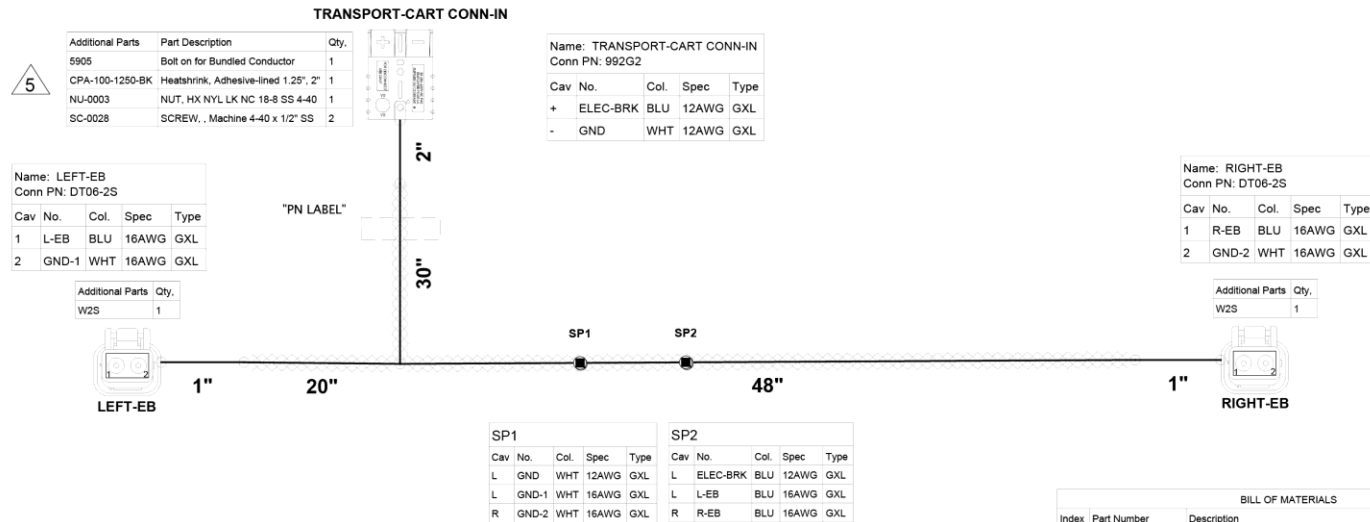 TRANSPORT-CART CONN-IN
Additional Parts Part Description Qty,
5905 Bolt on for Bundled Conductor 1
CPA-100-1250-BK Heatshrink, Adhesive-lined 1.25", 2" 1
NU-0003 NUT, HX NYL LK NC 18-8 SS 4-40 1
SC-0028 SCREW, , Machine 4-40 x 1/2" SS 2
5
Name: TRANSPORT-CART CONN-IN
Conn PN: 992G2
Cav No. Col. Spec Type
+ ELEC-BRK BLU 12AWG GXL
- GND WHT 12AWG GXL
2"
Name: LEFT-EB
Conn PN: DT06-2S
Cav No. Col. Spec Type
1 L-EB BLU 16AWG GXL
2 GND-1 WHT 16AWG GXL
Additional Parts Qty,
W2S 1
"PN LABEL"
30"
Name: RIGHT-EB
Conn PN: DT06-2S
Cav No. Col. Spec Type
1 R-EB BLU 16AWG GXL
2 GND-2 WHT 16AWG GXL
Additional Parts Qty,
W2S 1
SP1 SP2
1 2
1 2
1" 20" 48" 1"
LEFT-EB
RIGHT-EB
SP1
Cav No. Col. Spec Type
L GND WHT 12AWG GXL
L GND-1 WHT 16AWG GXL
R GND-2 WHT 16AWG GXL
SP2
Cav No. Col. Spec Type
L ELEC-BRK BLU 12AWG GXL
L L-EB BLU 16AWG GXL
R R-EB BLU 16AWG GXL
BILL OF MATERIALS
Index Part Number Description